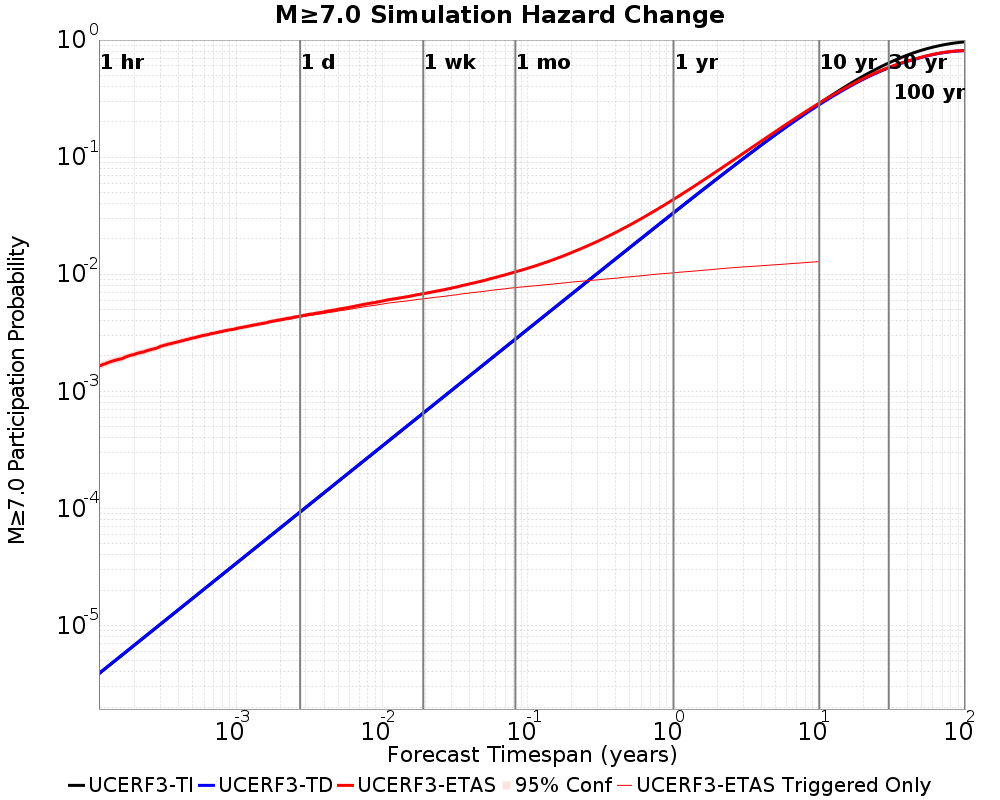 M≥7.0 Simulation Hazard Change
10^0
1 hr
1 d
1 wk
1 mo
1 yr
10 yr
30 yr
100 yr
10^-1
10^-2
10^-3
10^-4
10^-5
M≥7.0 Participation Probability
10^-3
10^-2
10^-1
10^0
10^1
10^2
Forecast Timespan (years)
UCERF3-TI UCERF3-TD UCERF3-ETAS 95% Conf UCERF3-ETAS Triggered Only